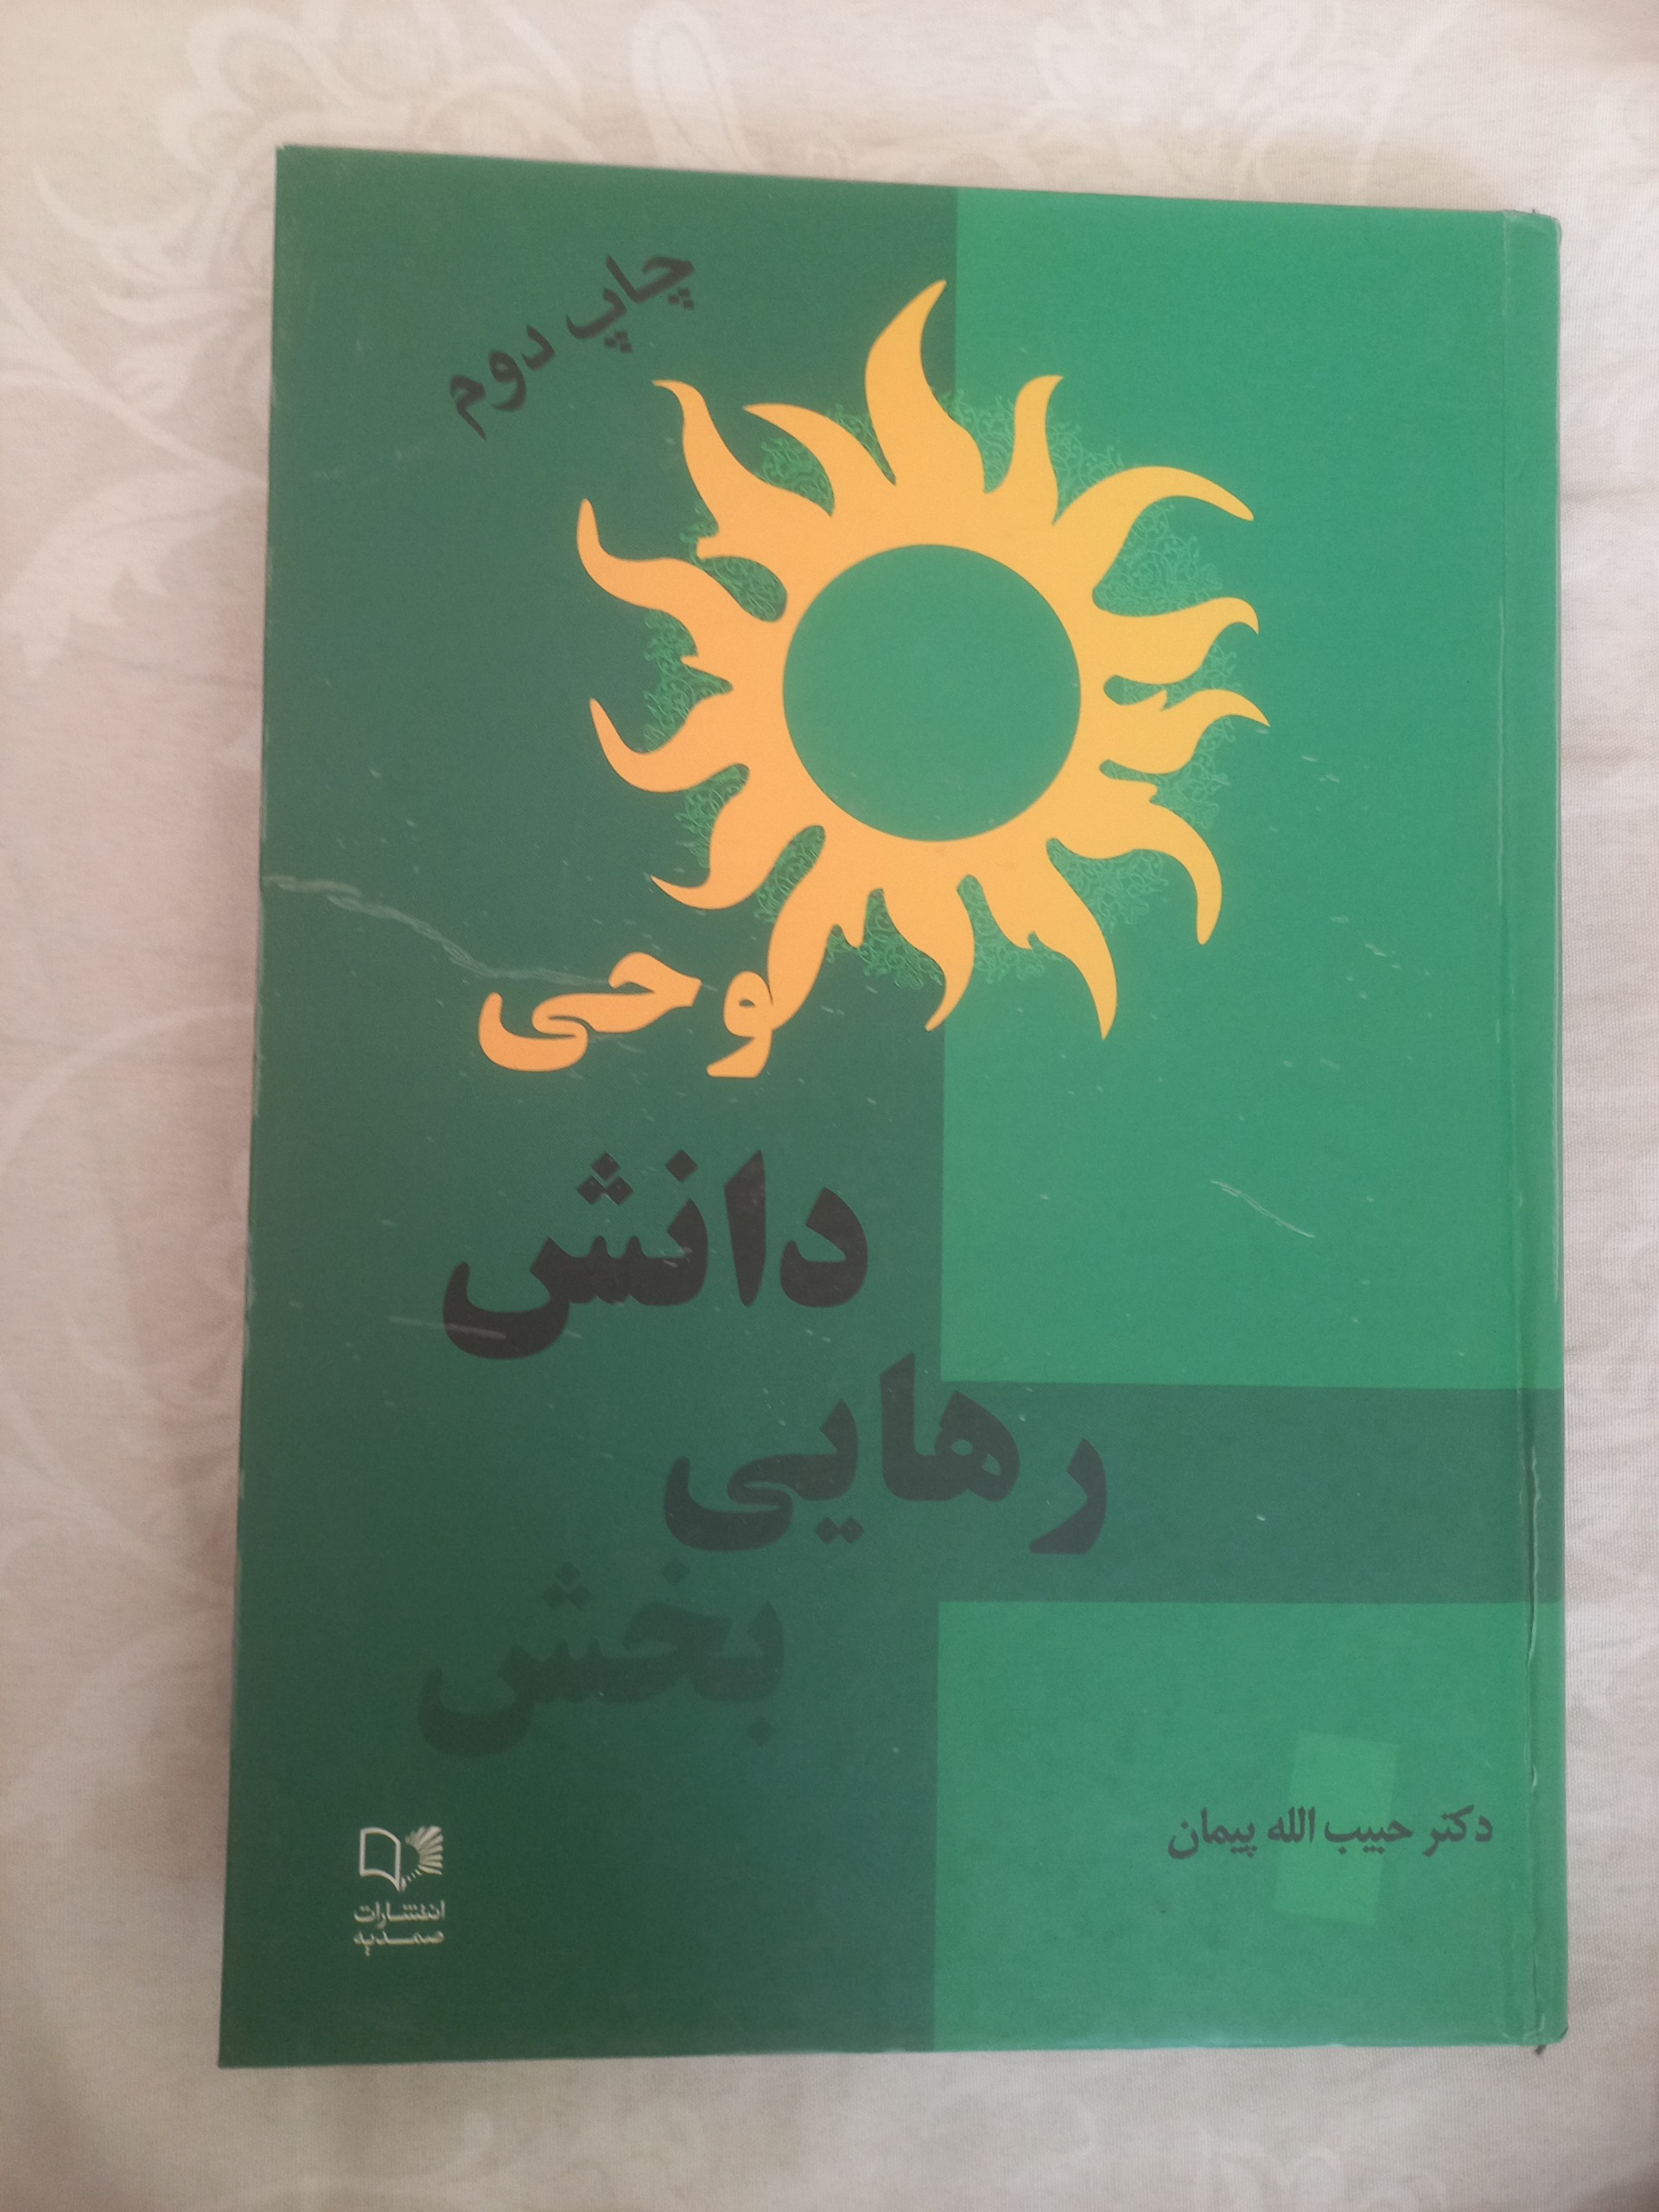 چاپ دوم
وحی
دانش
رهایی
بخش
دکتر حبیب الله پیمان
انتشارات
صمدیه